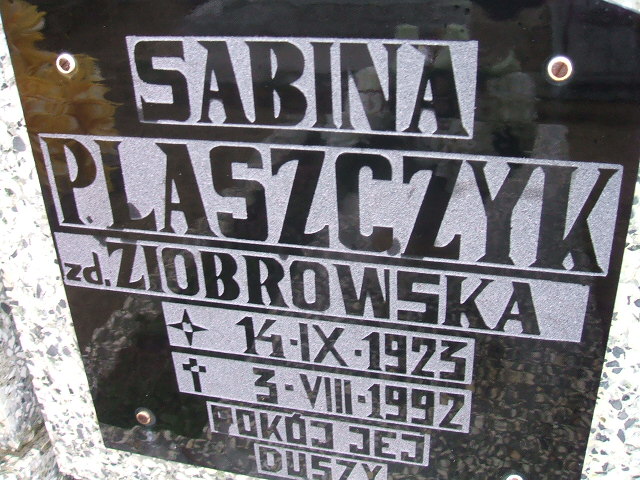 SABINA
PLASZCZYK
zd. ZIOBROWSKA
14·IX·1923
3·VIII·1992
POKÓJ JEJ
DUSZY